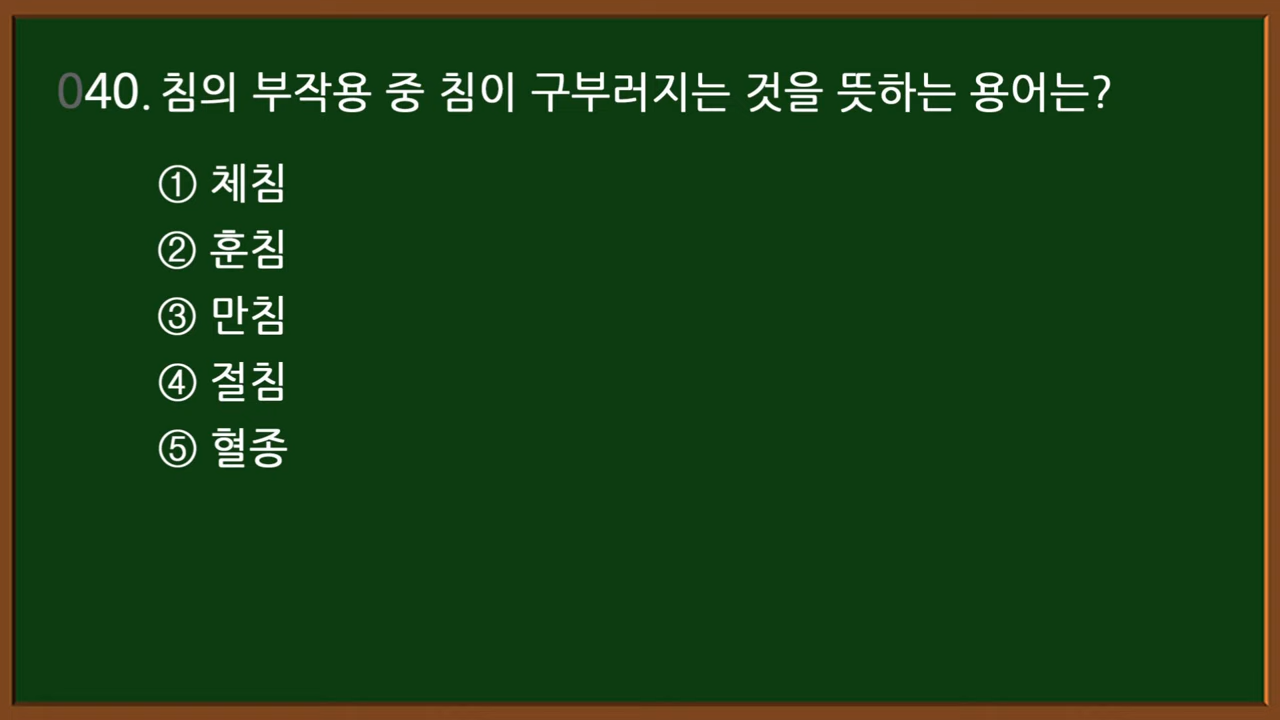 040. 침의 부작용 중 침이 구부러지는 것을 뜻하는 용어는?
① 체침
② 훈침
③ 만침
④ 절침
⑤ 혈종